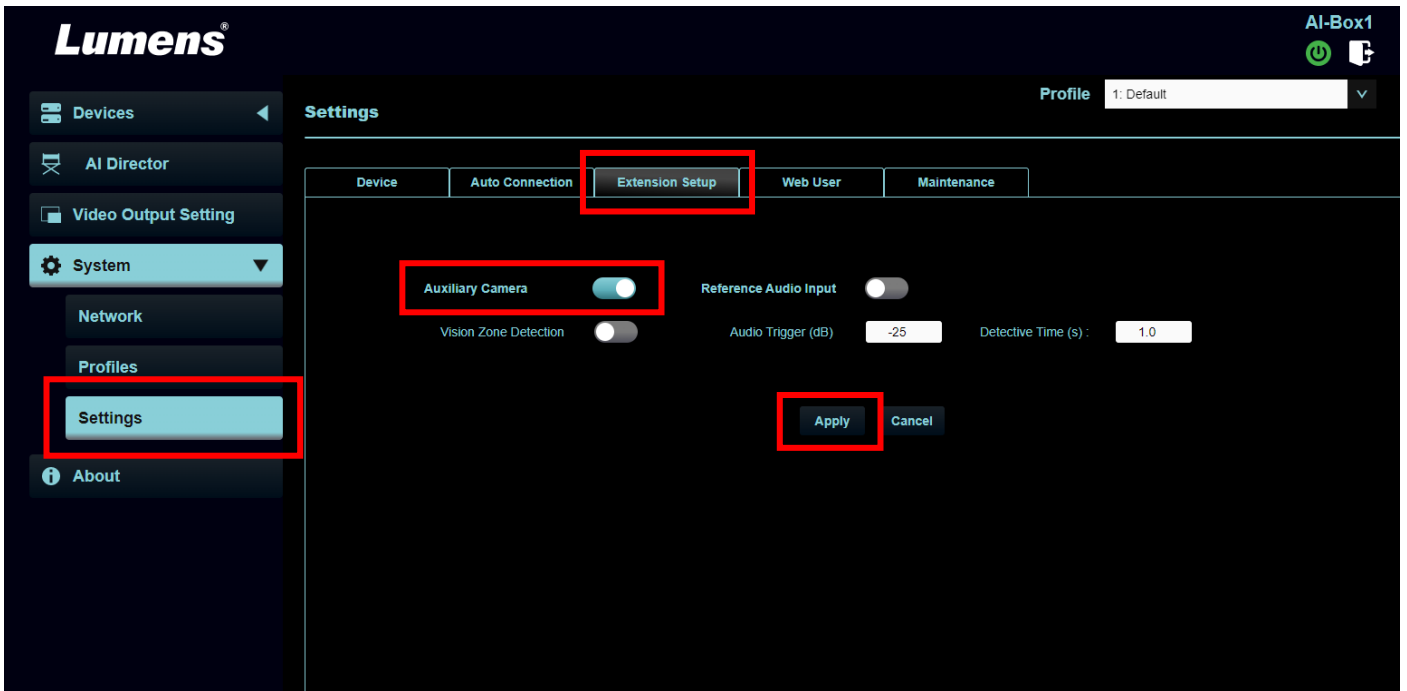 Lumens®
AI-Box1
Profile 1: Default
Settings
Devices
AI Director
Video Output Setting
System
Network
Profiles
Settings
About
Device Auto Connection Extension Setup Web User Maintenance
Auxiliary Camera Reference Audio Input
Vision Zone Detection Audio Trigger (dB) -25 Detective Time (s) : 1.0
Apply Cancel